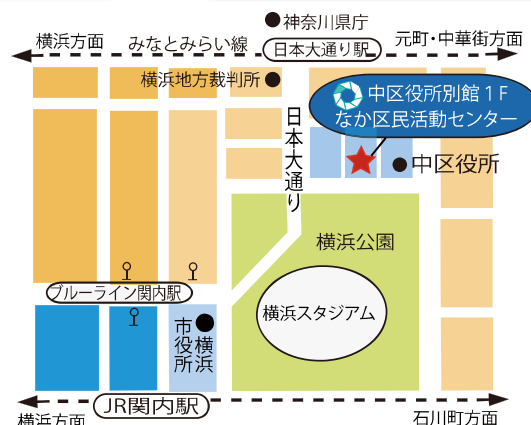 神奈川県庁
横浜方面
みなとみらい線
日本大通り駅
元町・中華街方面
横浜地方裁判所
中区役所別館１Ｆ
なか区民活動センター
日本大通り
中区役所
横浜公園
ブルーライン関内駅
横浜スタジアム
横浜
市役所
JR関内駅
横浜方面
石川町方面